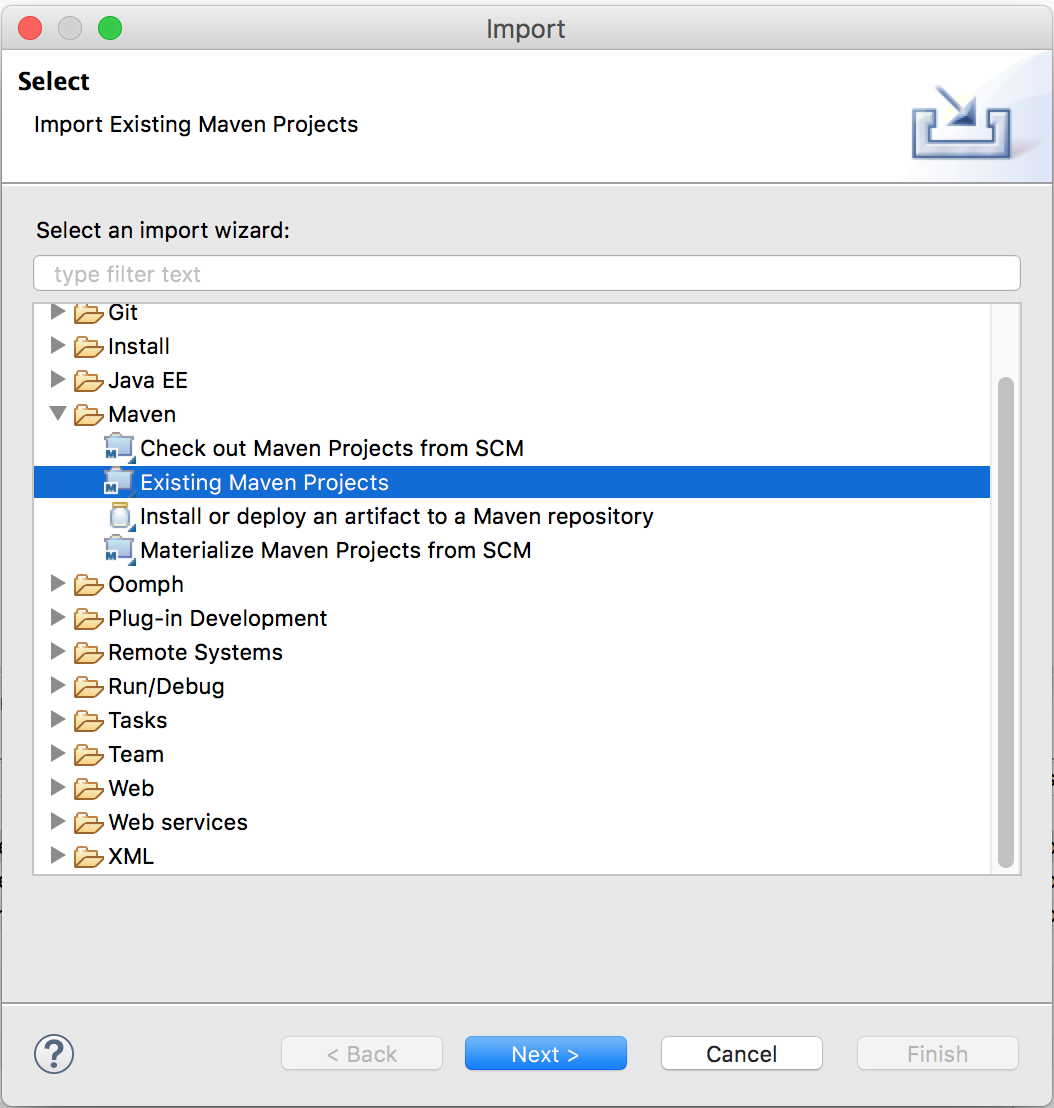 Import
Select
Import Existing Maven Projects
Select an import wizard:
type filter text
Git
Install
Java EE
Maven
Check out Maven Projects from SCM
Existing Maven Projects
Install or deploy an artifact to a Maven repository
Materialize Maven Projects from SCM
Oomph
Plug-in Development
Remote Systems
Run/Debug
Tasks
Team
Web
Web services
XML
? < Back Next > Cancel Finish